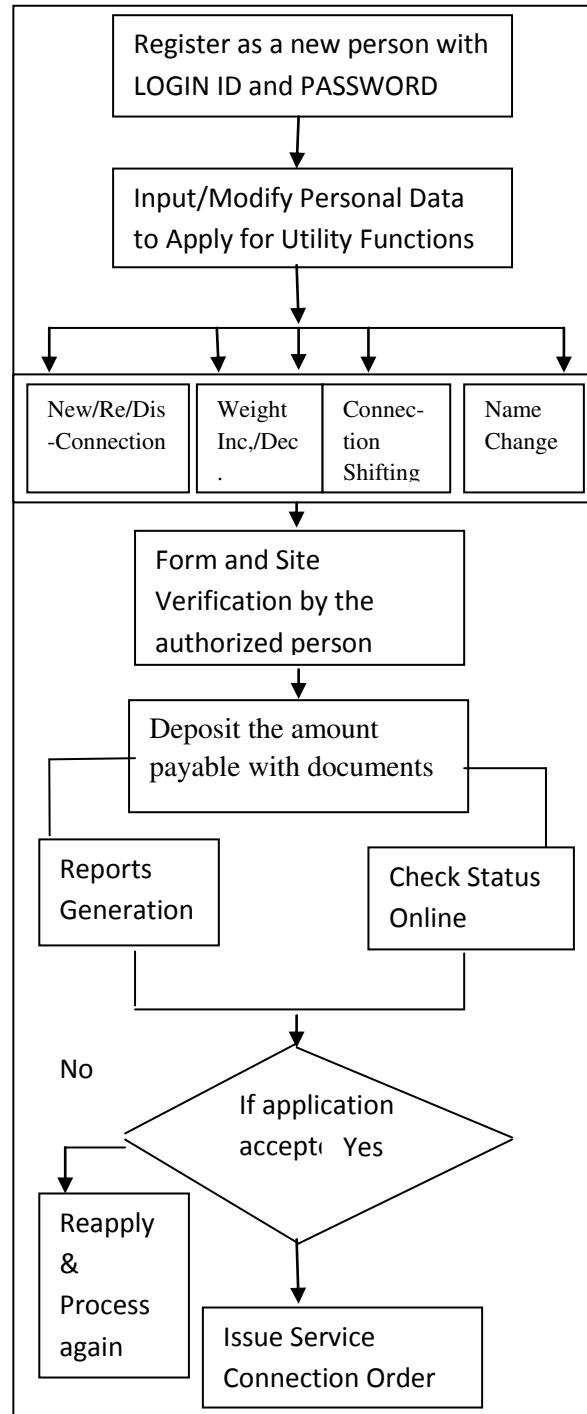 Register as a new person with
LOGIN ID and PASSWORD
Input/Modify Personal Data
to Apply for Utility Functions
New/Re/Dis
-Connection
Weight
Inc,/Dec
.
Connec-
tion
Shifting
Name
Change
Form and Site
Verification by the
authorized person
Deposit the amount
payable with documents
Reports
Generation
Check Status
Online
No
If application
accept
Yes
Reapply
&
Process
again
Issue Service
Connection Order